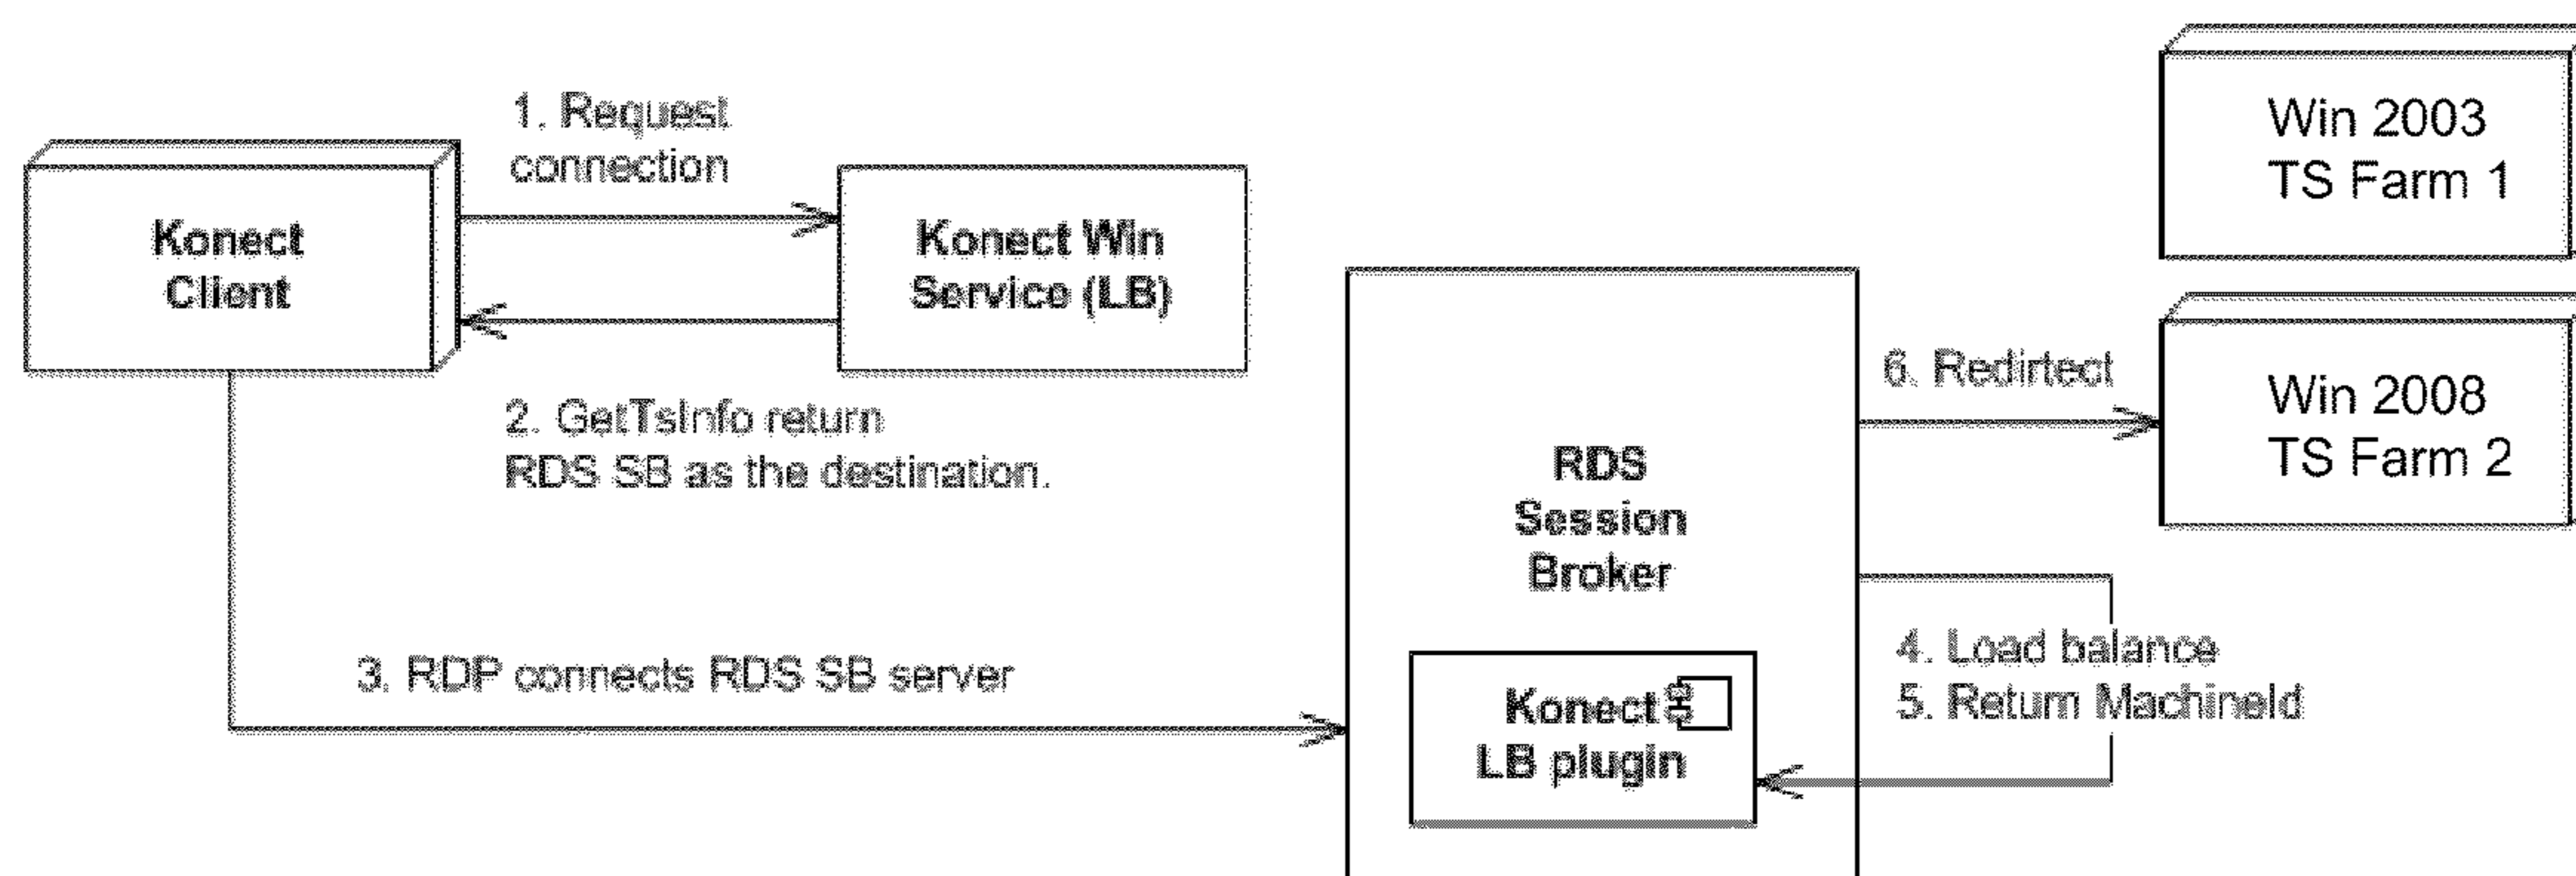 1. Request
connection
Konect
Client
Konect Win
Service (LB)
2. GetTsInfo return
RDS SB as the destination.
3. RDP connects RDS SB server
RDS
Session
Broker
Konect
LB plugin
4. Load balance
5. Return MachineId
6. Redirtect
Win 2003
TS Farm 1
Win 2008
TS Farm 2